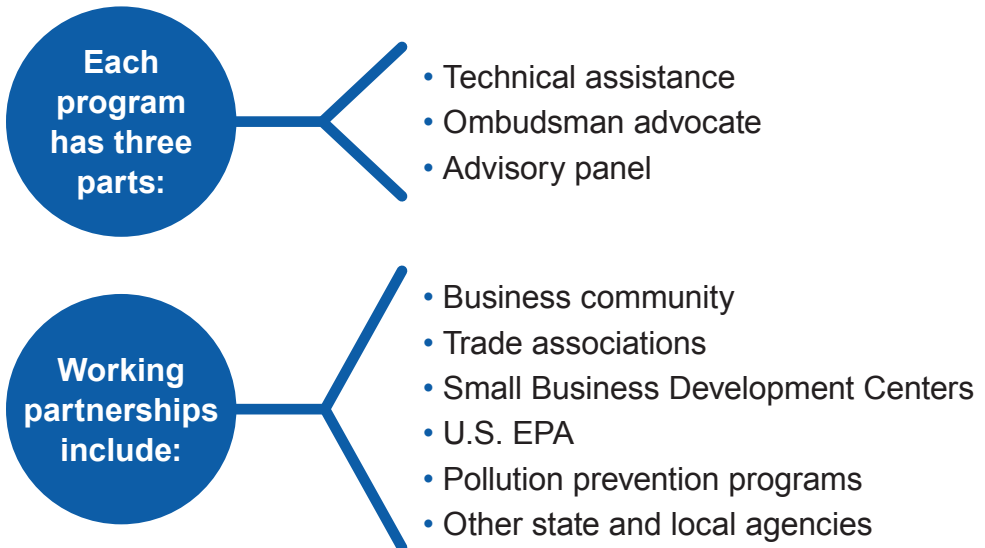 Each
program
has three
parts:
• Technical assistance
• Ombudsman advocate
• Advisory panel
Working
partnerships
include:
• Business community
• Trade associations
• Small Business Development Centers
• U.S. EPA
• Pollution prevention programs
• Other state and local agencies